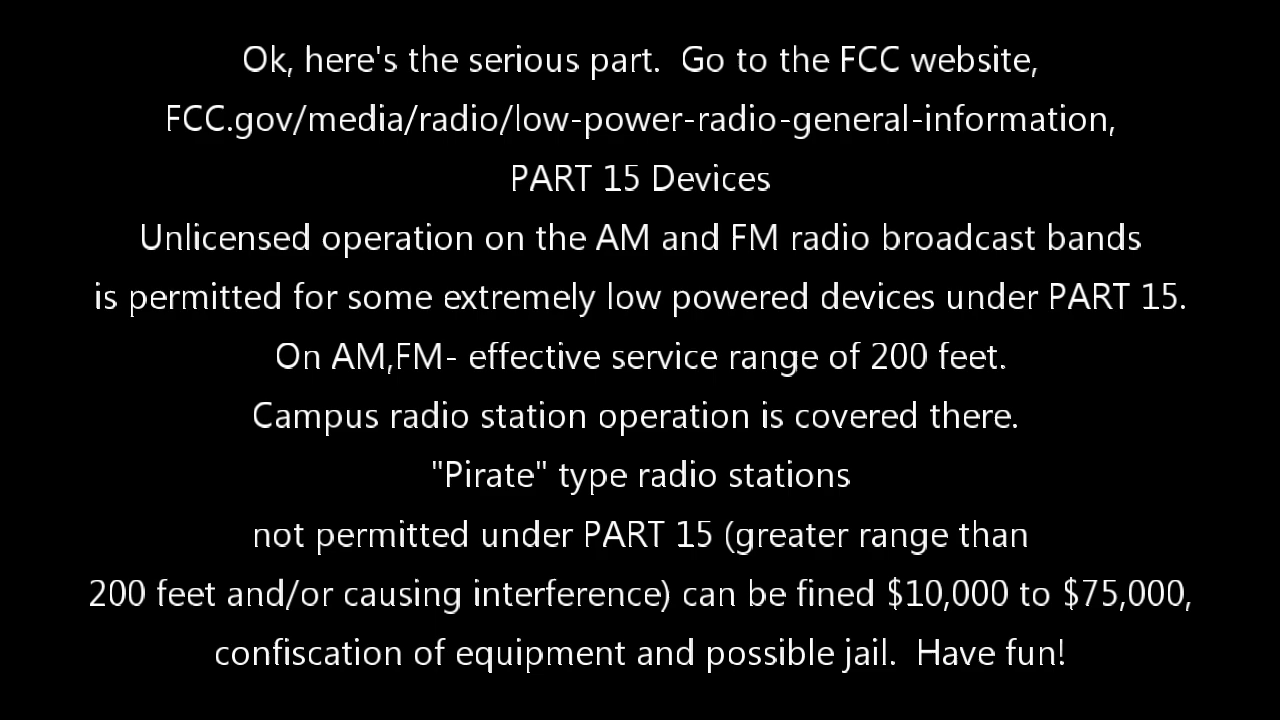 Ok, here's the serious part.  Go to the FCC website,
FCC.gov/media/radio/low-power-radio-general-information,
PART 15 Devices
Unlicensed operation on the AM and FM radio broadcast bands
is permitted for some extremely low powered devices under PART 15.
On AM,FM- effective service range of 200 feet.
Campus radio station operation is covered there.
"Pirate" type radio stations
not permitted under PART 15 (greater range than
200 feet and/or causing interference) can be fined $10,000 to $75,000,
confiscation of equipment and possible jail.  Have fun!